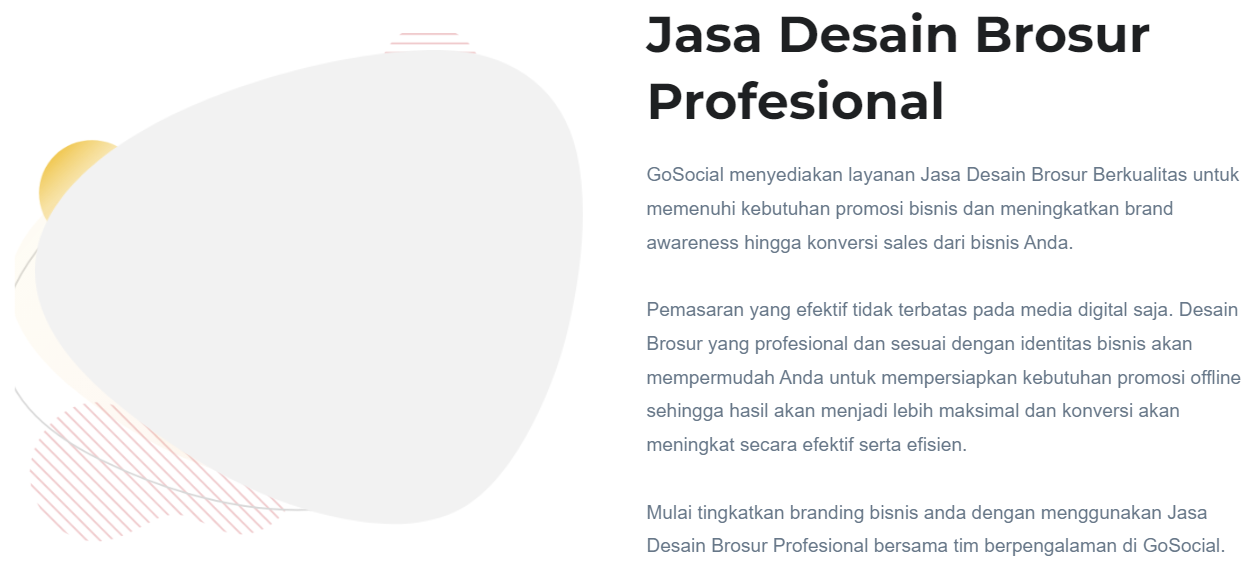 Jasa Desain Brosur
Profesional
GoSocial menyediakan layanan Jasa Desain Brosur Berkualitas untuk
memenuhi kebutuhan promosi bisnis dan meningkatkan brand
awareness hingga konversi sales dari bisnis Anda.
Pemasaran yang efektif tidak terbatas pada media digital saja. Desain
Brosur yang profesional dan sesuai dengan identitas bisnis akan
mempermudah Anda untuk mempersiapkan kebutuhan promosi offline
sehingga hasil akan menjadi lebih maksimal dan konversi akan
meningkat secara efektif serta efisien.
Mulai tingkatkan branding bisnis anda dengan menggunakan Jasa
Desain Brosur Profesional bersama tim berpengalaman di GoSocial.